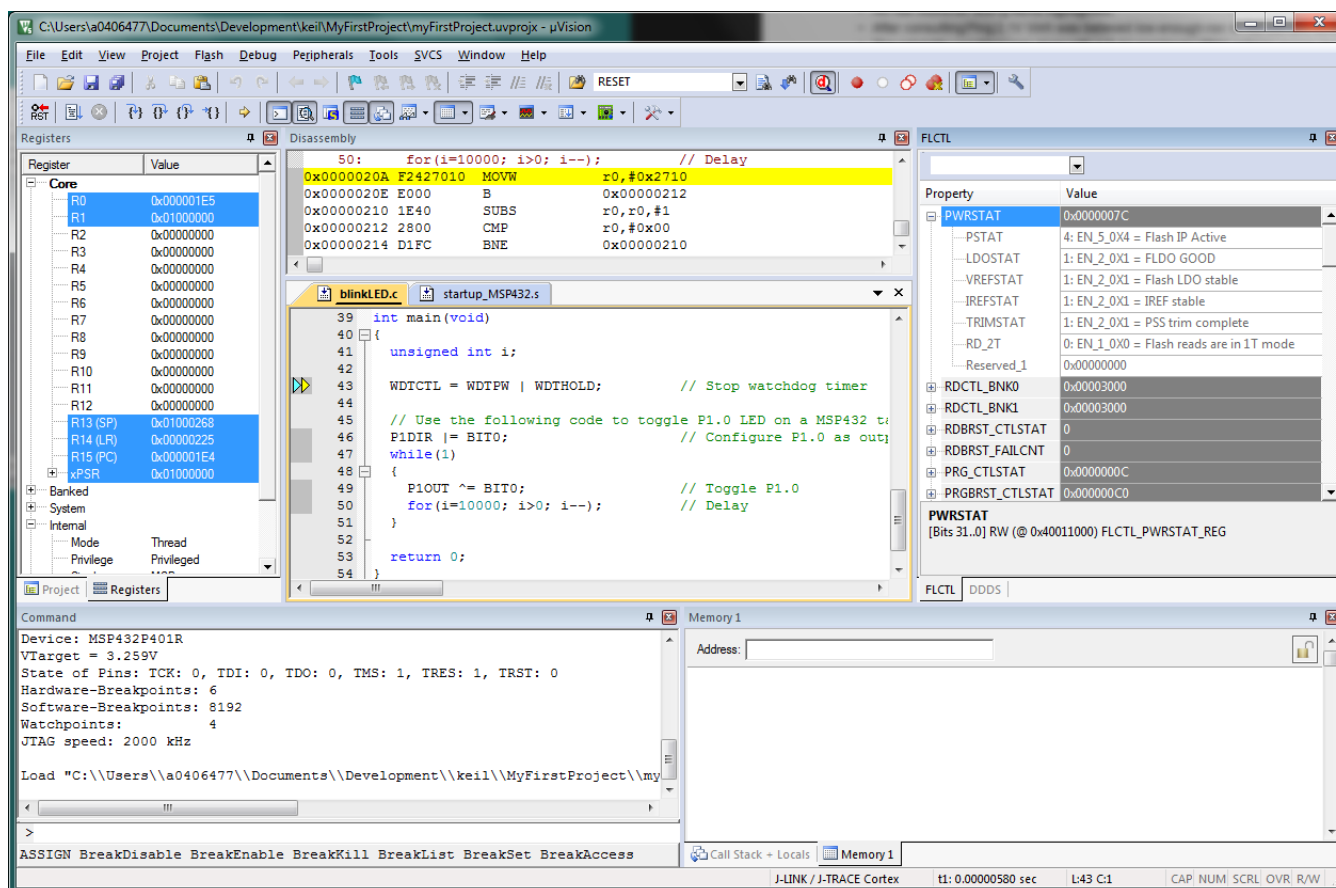 C:\Users\a0406477\Documents\Development\keil\MyFirstProject\myFirstProject.uvprojx - µVision
File Edit View Project Flash Debug Peripherals Tools SVCS Window Help
RESET
RST
Registers
Register Value
Core
R0 0x000001E5
R1 0x01000000
R2 0x00000000
R3 0x00000000
R4 0x00000000
R5 0x00000000
R6 0x00000000
R7 0x00000000
R8 0x00000000
R9 0x00000000
R10 0x00000000
R11 0x00000000
R12 0x00000000
R13 (SP) 0x01000268
R14 (LR) 0x00000225
R15 (PC) 0x000001E4
xPSR 0x01000000
Banked
System
Internal
Mode Thread
Privilege Privileged
Project Registers
Disassembly
50: for(i=10000; i>0; i--); // Delay
0x0000020A F2427010 MOVW r0,#0x2710
0x0000020E E000 B 0x00000212
0x00000210 1E40 SUBS r0,r0,#1
0x00000212 2800 CMP r0,#0x00
0x00000214 D1FC BNE 0x00000210
blinkLED.c startup_MSP432.s
39 int main(void)
40 {
41 unsigned int i;
42
43 WDTCTL = WDTPW | WDTHOLD; // Stop watchdog timer
44
45 // Use the following code to toggle P1.0 LED on a MSP432 ta
46 P1DIR |= BIT0; // Configure P1.0 as outp
47 while(1)
48 {
49 P1OUT ^= BIT0; // Toggle P1.0
50 for(i=10000; i>0; i--); // Delay
51 }
52
53 return 0;
54 }
FLCTL
Property Value
PWRSTAT 0x0000007C
PSTAT 4: EN_5_0X4 = Flash IP Active
LDOSTAT 1: EN_2_0X1 = FLDO GOOD
VREFSTAT 1: EN_2_0X1 = Flash LDO stable
IREFSTAT 1: EN_2_0X1 = IREF stable
TRIMSTAT 1: EN_2_0X1 = PSS trim complete
RD_2T 0: EN_1_0X0 = Flash reads are in 1T mode
Reserved_1 0x00000000
RDCTL_BNK0 0x00003000
RDCTL_BNK1 0x00003000
RDBRST_CTLSTAT 0
RDBRST_FAILCNT 0
PRG_CTLSTAT 0x0000000C
PRGBRST_CTLSTAT 0x000000C0
PWRSTAT
[Bits 31..0] RW (@ 0x40011000) FLCTL_PWRSTAT_REG
FLCTL DDDS
Command
Device: MSP432P401R
VTarget = 3.259V
State of Pins: TCK: 0, TDI: 0, TDO: 0, TMS: 1, TRES: 1, TRST: 0
Hardware-Breakpoints: 6
Software-Breakpoints: 8192
Watchpoints: 4
JTAG speed: 2000 kHz
Load "C:\\Users\\a0406477\\Documents\\Development\\keil\\MyFirstProject\\my
>
ASSIGN BreakDisable BreakEnable BreakKill BreakList BreakSet BreakAccess
Memory 1
Address:
Call Stack + Locals Memory 1
J-LINK / J-TRACE Cortex t1: 0.00000580 sec L:43 C:1 CAP NUM SCRL OVR R/W